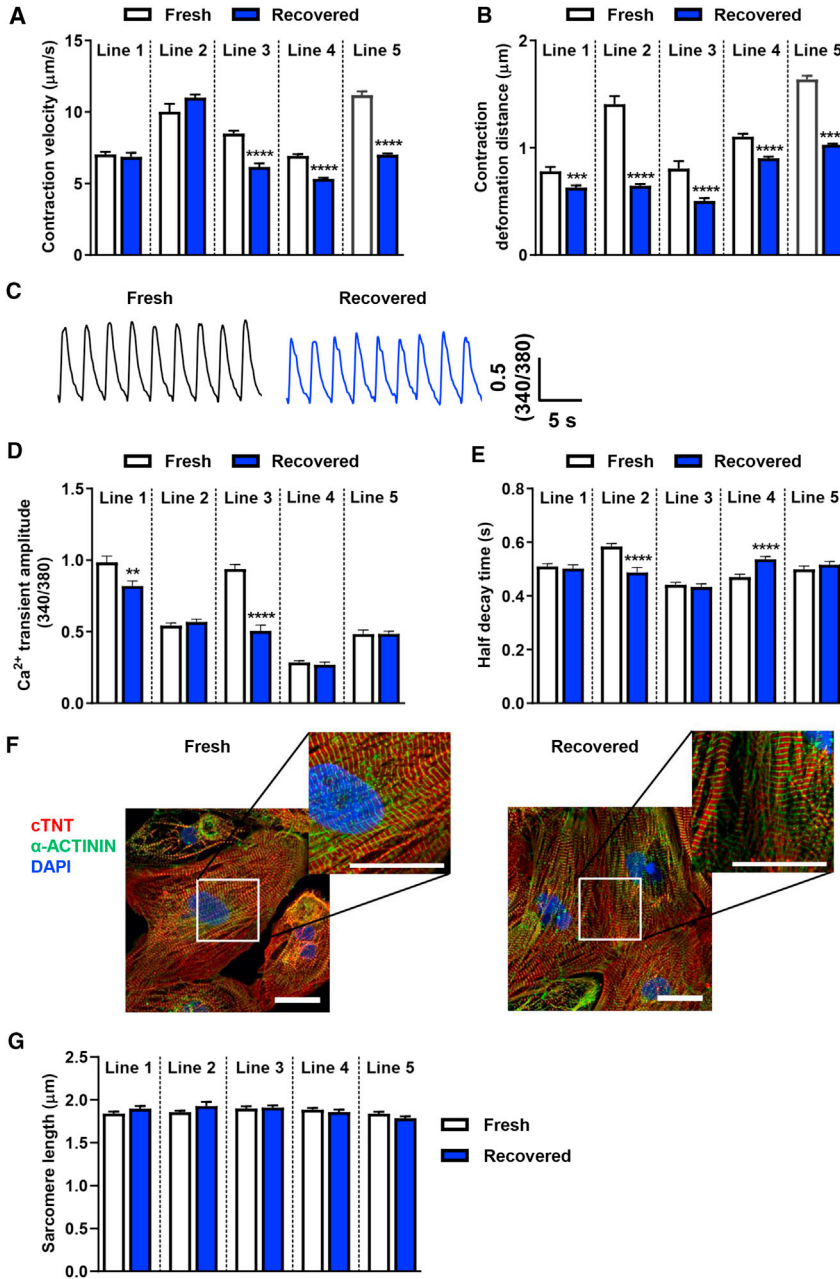 A
Fresh Recovered
Line 1 Line 2 Line 3 Line 4 Line 5
Contraction velocity (µm/s)
15
10
5
0
**** **** ****
B
Fresh Recovered
Line 1 Line 2 Line 3 Line 4 Line 5
Contraction
deformation distance (µm)
2
1
0
*** **** **** **** ***
C
Fresh Recovered
0.5
(340/380)
5 s
D
Fresh Recovered
Line 1 Line 2 Line 3 Line 4 Line 5
Ca2+ transient amplitude
(340/380)
1.5
1.0
0.5
0.0
** ****
E
Fresh Recovered
Line 1 Line 2 Line 3 Line 4 Line 5
Half decay time (s)
0.8
0.6
0.4
0.2
0.0
**** ****
F
Fresh Recovered
cTNT
α-ACTININ
DAPI
G
Line 1 Line 2 Line 3 Line 4 Line 5
Sarcomere length (µm)
2.5
2.0
1.5
1.0
0.5
0.0
Fresh
Recovered